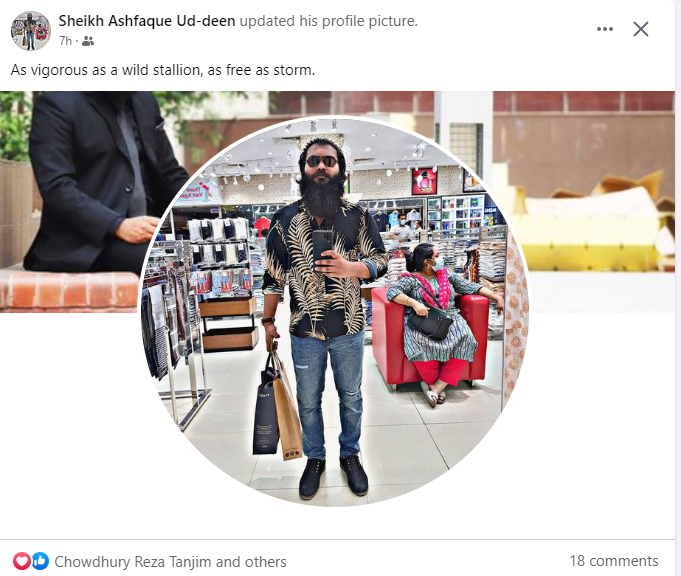 Sheikh Ashfaque Ud-deen updated his profile picture.
7h ·
As vigorous as a wild stallion, as free as storm.
Chowdhury Reza Tanjim and others
18 comments